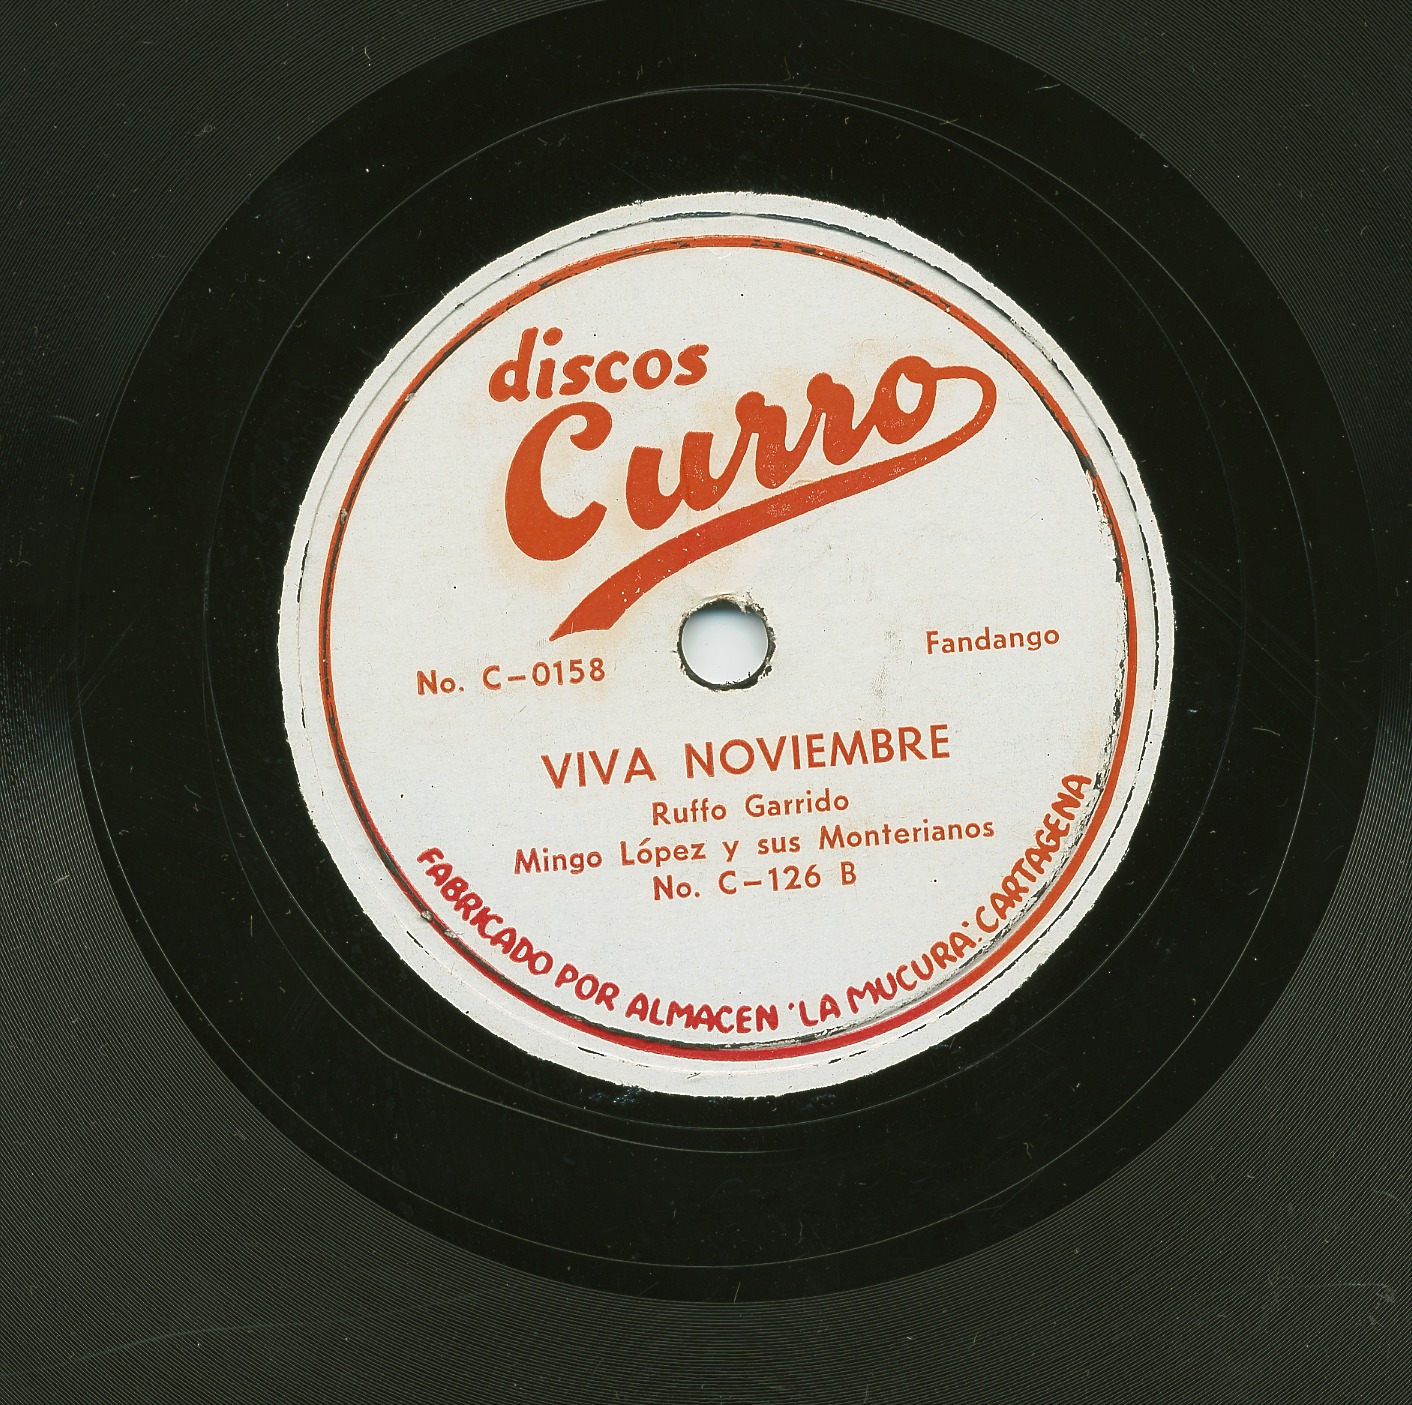 discos
Curro
No. C-0158
Fandango
VIVA NOVIEMBRE
Ruffo Garrido
Mingo López y sus Monterianos
No. C-126 B
FABRICADO POR ALMACEN 'LA MUCURA'. CARTAGENA